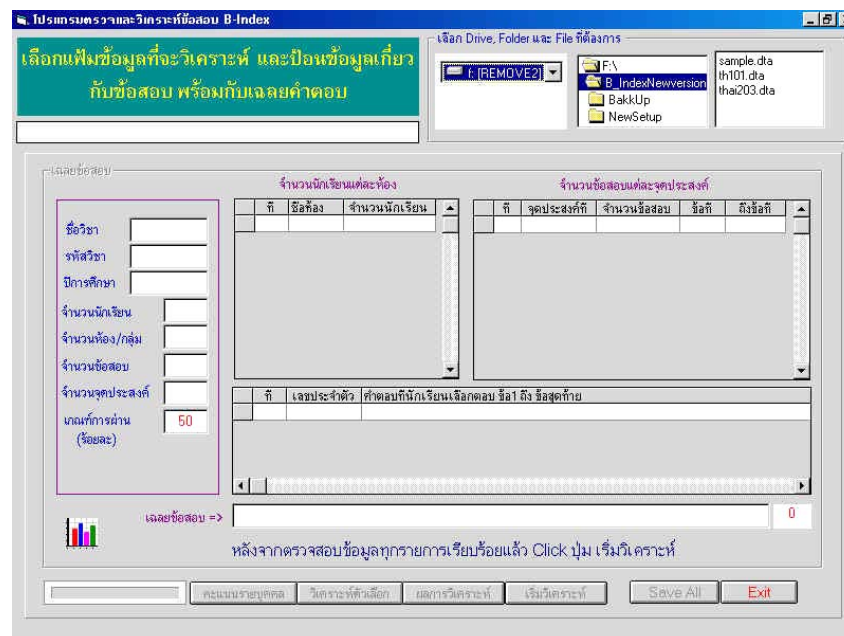 โปรแกรมตรวจและวิเคราะห์ข้อสอบ B-Index
เลือกแฟ้มข้อมูลที่จะวิเคราะห์ และป้อนข้อมูลเกี่ยว
กับข้อสอบ พร้อมกับเฉลยคำตอบ
เลือก Drive, Folder และ File ที่ต้องการ
f: [REMOVE2]
F:\
B_IndexNewversion
BakkUp
NewSetup
sample.dta
th101.dta
thai203.dta
เฉลยข้อสอบ
ชื่อวิชา
รหัสวิชา
ปีการศึกษา
จำนวนนักเรียน
จำนวนห้อง/กลุ่ม
จำนวนข้อสอบ
จำนวนจุดประสงค์
เกณฑ์การผ่าน 50
(ร้อยละ)
จำนวนนักเรียนแต่ละห้อง
ที่ ชื่อห้อง จำนวนนักเรียน
จำนวนข้อสอบแต่ละจุดประสงค์
ที่ จุดประสงค์ที่ จำนวนข้อสอบ ข้อที่ ถึงข้อที่
ที่ เลขประจำตัว คำตอบที่นักเรียนเลือกตอบ ข้อ1 ถึง ข้อสุดท้าย
เฉลยข้อสอบ => 0
หลังจากตรวจสอบข้อมูลทุกรายการเรียบร้อยแล้ว Click ปุ่ม เริ่มวิเคราะห์
คะแนนรายบุคคล วิเคราะห์ตัวเลือก ผลการวิเคราะห์ เริ่มวิเคราะห์ Save All Exit